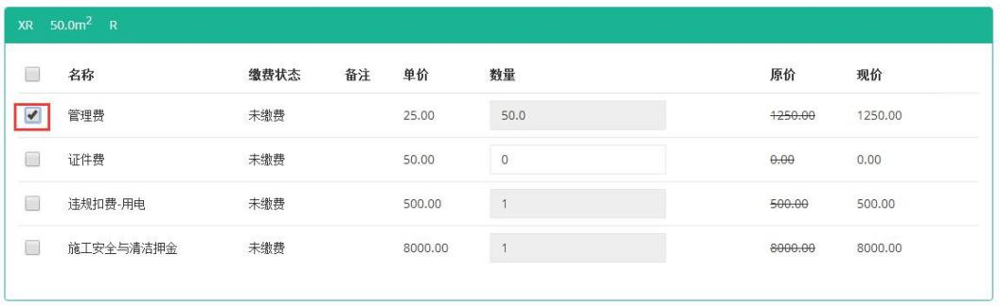 XR 50.0m² R
名称 缴费状态 备注 单价 数量 原价 现价
管理费 未缴费 25.00 50.0 1250.00 1250.00
证件费 未缴费 50.00 0 0.00 0.00
违规扣费-用电 未缴费 500.00 1 500.00 500.00
施工安全与清洁押金 未缴费 8000.00 1 8000.00 8000.00